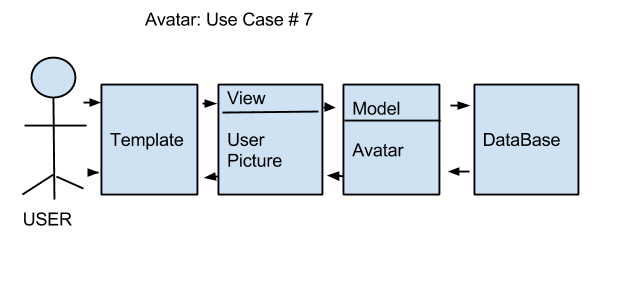 Avatar: Use Case # 7
View
Model
Template
User
Picture
Avatar
DataBase
USER